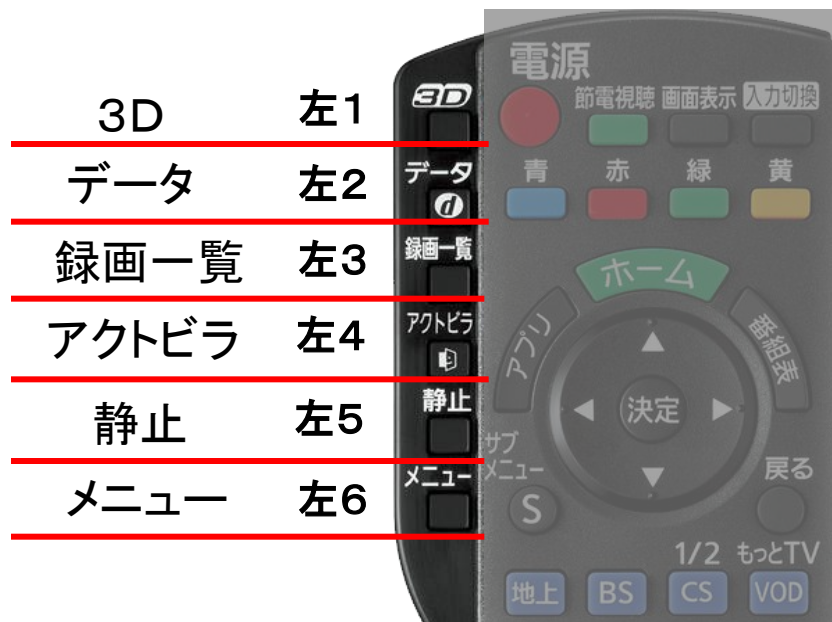 電源
節電視聴 画面表示 入力切換
3D 左1 3D
データ 左2 データ
d
青 赤 緑 黄
録画一覧 左3 録画一覧
ホーム
アクトビラ 左4 アクトビラ
アプリ
番組表
静止 左5 静止
決定
サブ
メニュー
メニュー 左6 メニュー
戻る
S
1/2 もっとTV
地上 BS CS VOD